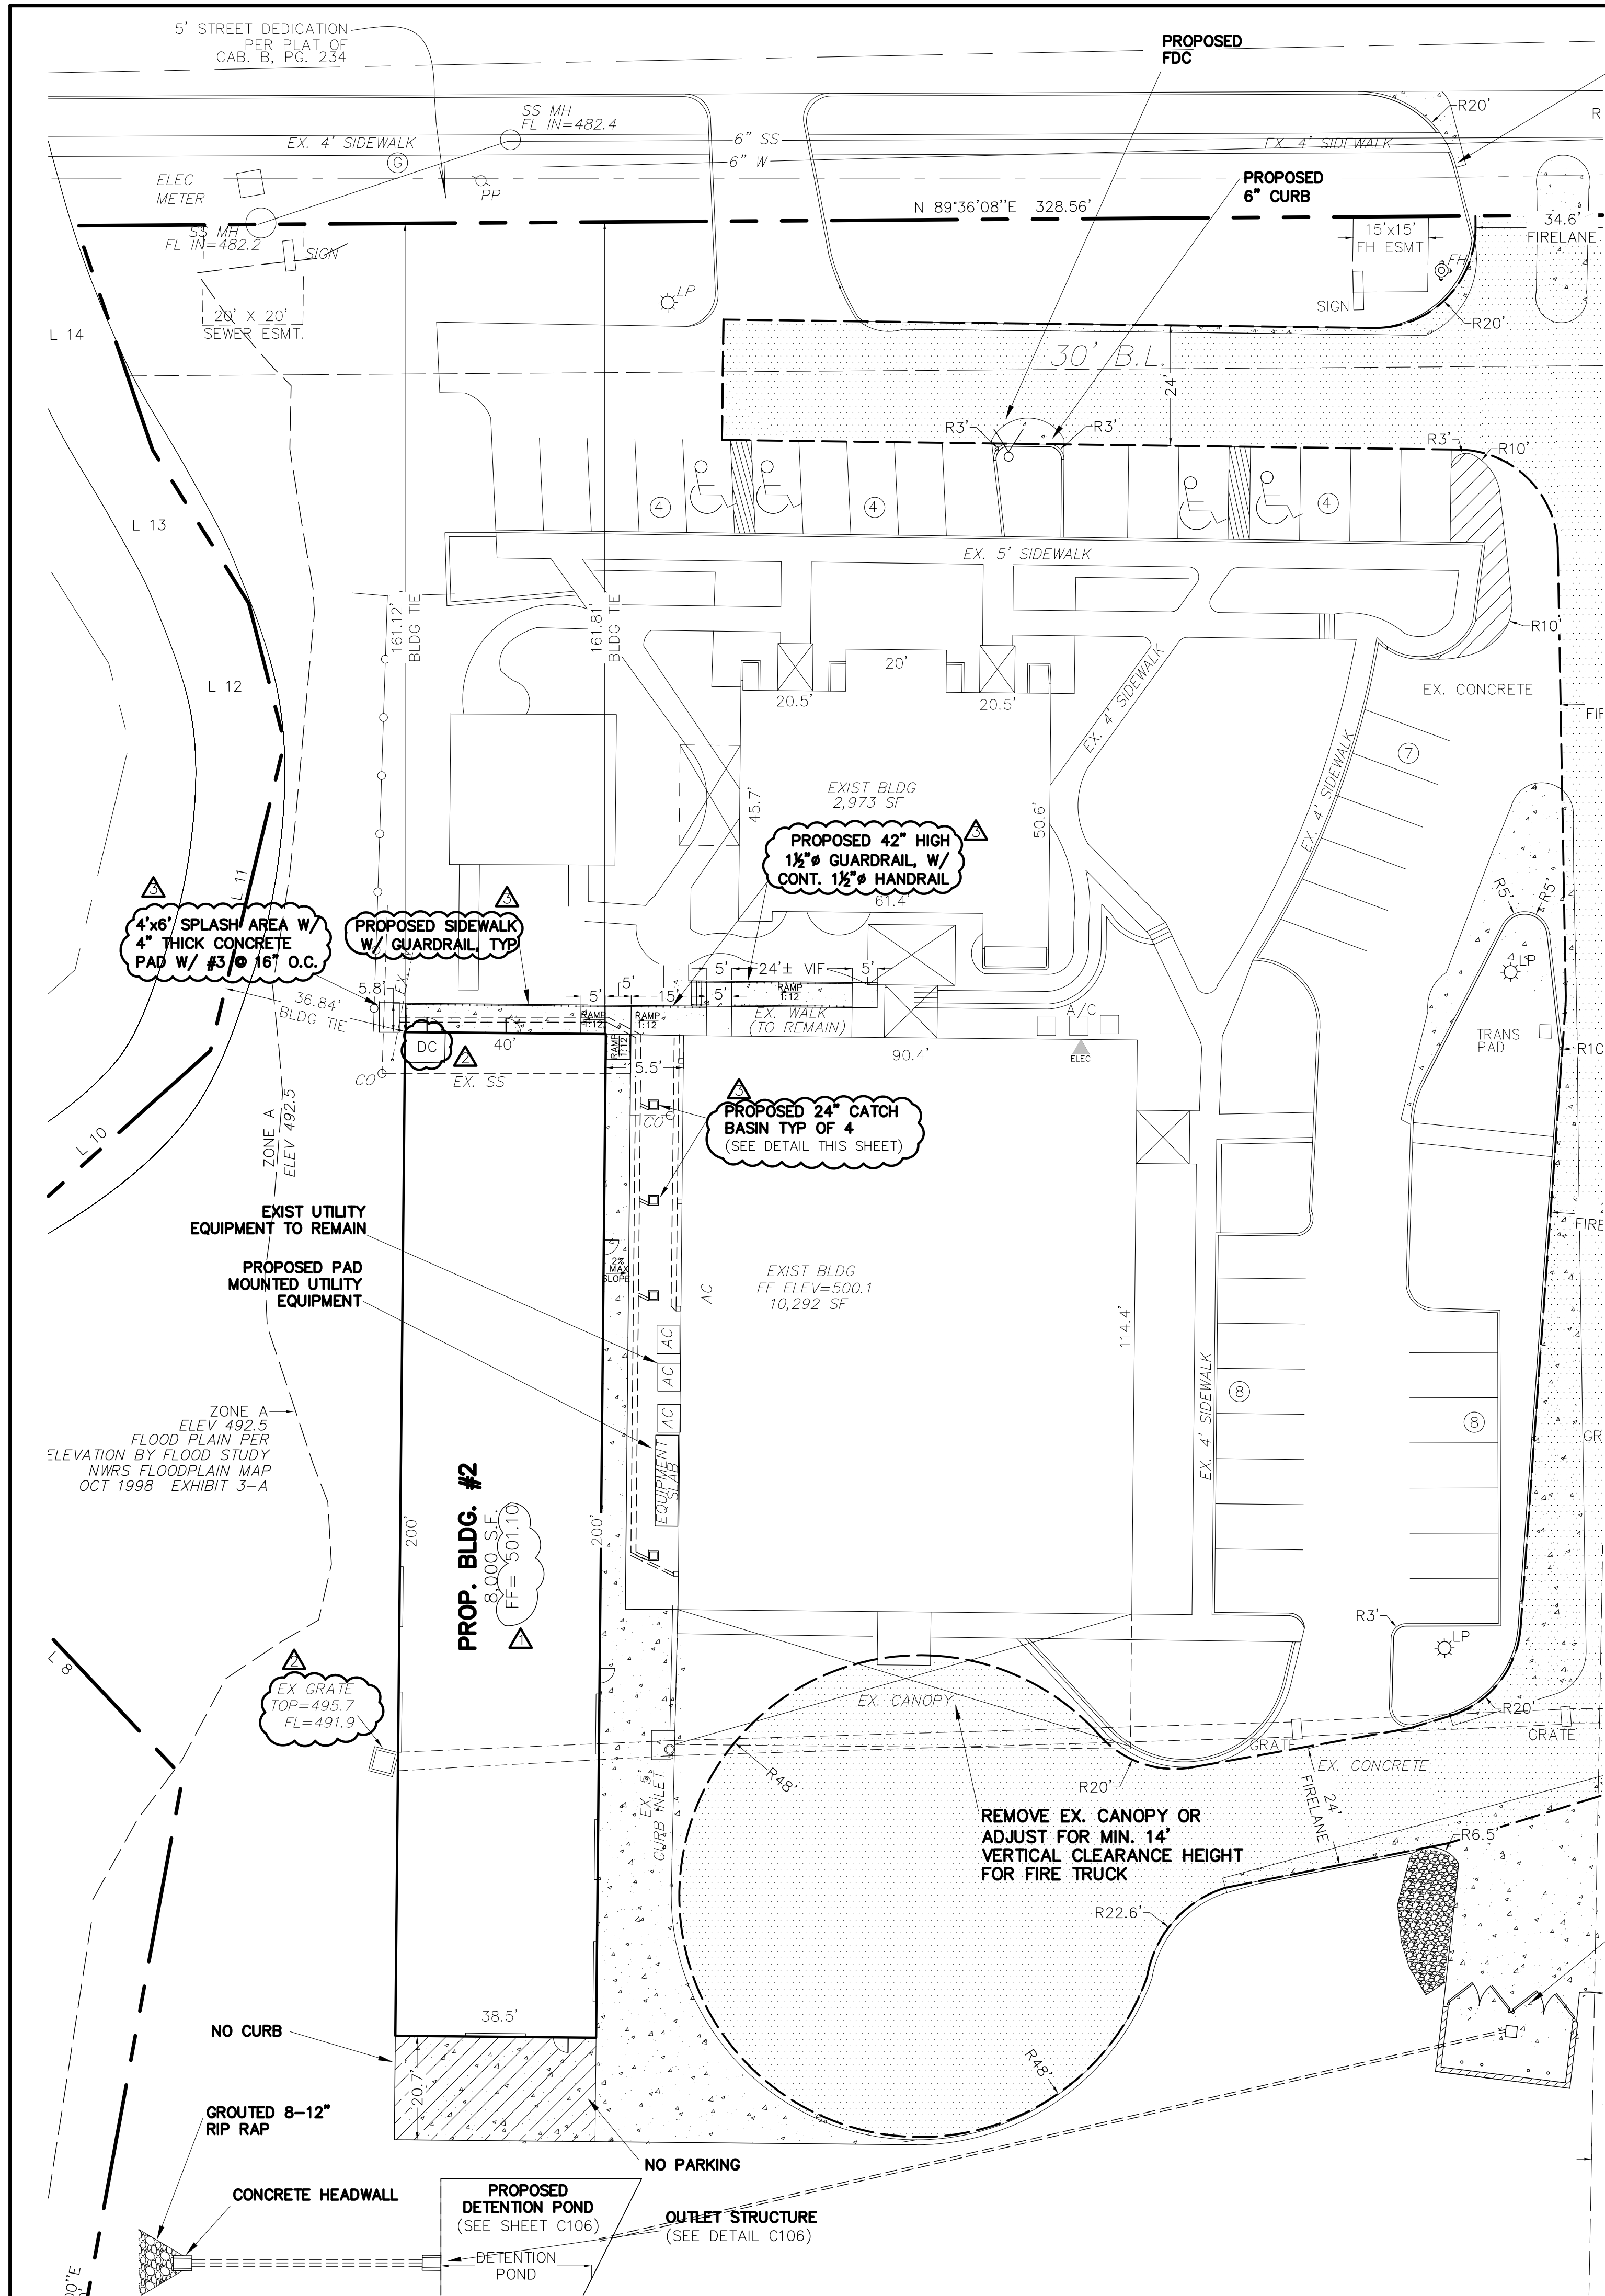 5' STREET DEDICATION
PER PLAT OF
CAB. B, PG. 234
PROPOSED
FDC
R20'
R
SS MH
FL IN=482.4
EX. 4' SIDEWALK
G
6" SS
6" W
EX. 4' SIDEWALK
ELEC
METER
PP
PROPOSED
6" CURB
N 89°36'08"E 328.56'
SS MH
FL IN=482.2
SIGN
15'x15'
FH ESMT
FH
34.6'
FIRELANE
LP
SIGN
R20'
20' X 20'
SEWER ESMT.
L 14
30' B.L.
24'
R3'
R3'
R3'
R10'
4
4
4
L 13
EX. 5' SIDEWALK
161.12'
BLDG TIE
161.81'
BLDG TIE
R10'
L 12
20'
20.5'
20.5'
EX. 4' SIDEWALK
EX. CONCRETE
FIR
7
EX. 4' SIDEWALK
EXIST BLDG
2,973 SF
45.7'
50.6'
PROPOSED 42" HIGH
1½"ø GUARDRAIL, W/
CONT. 1½"ø HANDRAIL
3
61.4'
L 11
3
4'x6' SPLASH AREA W/
4" THICK CONCRETE
PAD W/ #3 @ 16" O.C.
3
PROPOSED SIDEWALK
W/ GUARDRAIL, TYP
R5'
R5'
LP
5.8'
EX.
36.84'
BLDG TIE
5'
5'
15'
5'
24'± VIF
5'
5'
RAMP
1:12
RAMP
1:12
RAMP
1:12
RAMP
1:12
EX. WALK
(TO REMAIN)
A/C
ELEC
TRANS
PAD
R10
DC
2
40'
90.4'
5.5'
CO
EX. SS
3
PROPOSED 24" CATCH
BASIN TYP OF 4
(SEE DETAIL THIS SHEET)
CO
L 10
ZONE A
ELEV 492.5
EXIST UTILITY
EQUIPMENT TO REMAIN
FIRE
PROPOSED PAD
MOUNTED UTILITY
EQUIPMENT
2%
MAX
SLOPE
AC
EXIST BLDG
FF ELEV=500.1
10,292 SF
114.4'
AC
AC
AC
EQUIPMENT
SLAB
EX. 4' SIDEWALK
8
8
GR
ZONE A
ELEV 492.5
FLOOD PLAIN PER
ELEVATION BY FLOOD STUDY
NWRS FLOODPLAIN MAP
OCT 1998 EXHIBIT 3-A
200'
PROP. BLDG. #2
8,000 S.F.
FF= 501.10
1
200'
R3'
LP
L 8
2
EX GRATE
TOP=495.7
FL=491.9
EX. CANOPY
R20'
GRATE
GRATE
EX. CONCRETE
R48'
R20'
EX. 5'
CURB INLET
24'
FIRELANE
REMOVE EX. CANOPY OR
ADJUST FOR MIN. 14'
VERTICAL CLEARANCE HEIGHT
FOR FIRE TRUCK
R6.5'
R22.6'
38.5'
NO CURB
R48'
20.7'
GROUTED 8-12"
RIP RAP
NO PARKING
CONCRETE HEADWALL
PROPOSED
DETENTION POND
(SEE SHEET C106)
OUTLET STRUCTURE
(SEE DETAIL C106)
DETENTION
POND
00"E